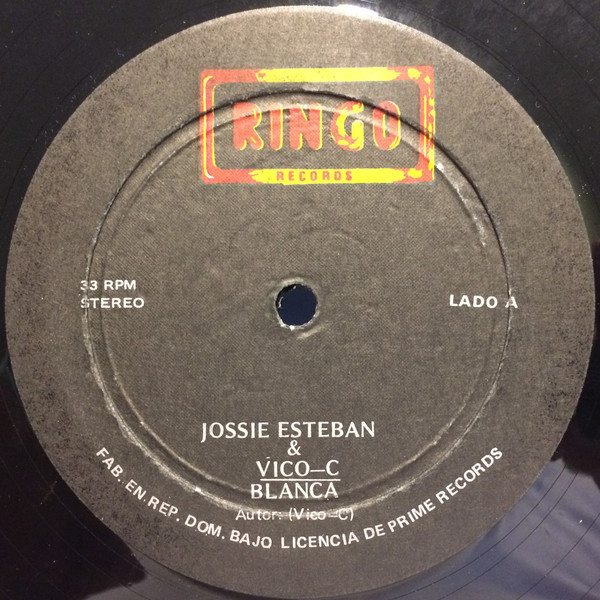 RINGO
RECORDS
33 RPM
STEREO
LADO A
JOSSIE ESTEBAN
&
VICO-C
BLANCA
Autor: (Vico-C)
FAB. EN. REP. DOM. BAJO LICENCIA DE PRIME RECORDS